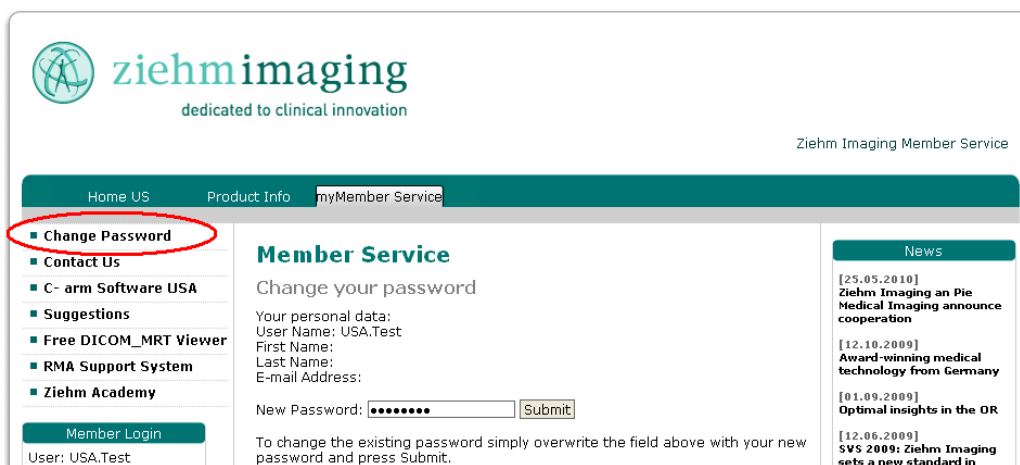 ziehm imaging
dedicated to clinical innovation
Ziehm Imaging Member Service
Home US Product Info myMember Service
Change Password
Contact Us
C- arm Software USA
Suggestions
Free DICOM_MRT Viewer
RMA Support System
Ziehm Academy
Member Login
User: USA.Test
Member Service
Change your password
Your personal data:
User Name: USA.Test
First Name:
Last Name:
E-mail Address:
New Password: •••••••• Submit
To change the existing password simply overwrite the field above with your new
password and press Submit.
News
[25.05.2010]
Ziehm Imaging an Pie
Medical Imaging announce
cooperation
[12.10.2009]
Award-winning medical
technology from Germany
[01.09.2009]
Optimal insights in the OR
[12.06.2009]
SVS 2009: Ziehm Imaging
sets a new standard in